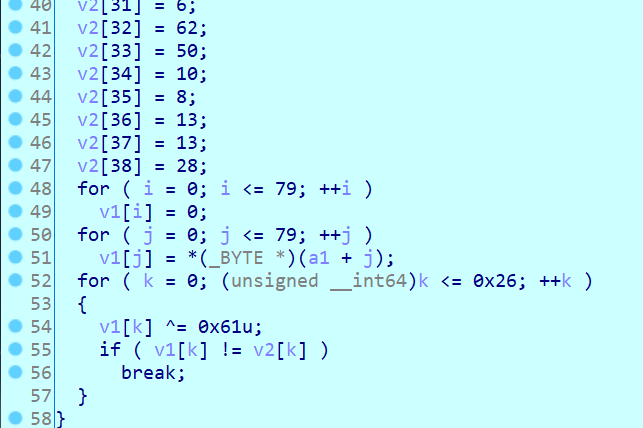 40 v2[31] = 6;
41 v2[32] = 62;
42 v2[33] = 50;
43 v2[34] = 10;
44 v2[35] = 8;
45 v2[36] = 13;
46 v2[37] = 13;
47 v2[38] = 28;
48 for ( i = 0; i <= 79; ++i )
49 v1[i] = 0;
50 for ( j = 0; j <= 79; ++j )
51 v1[j] = *(_BYTE *)(a1 + j);
52 for ( k = 0; (unsigned __int64)k <= 0x26; ++k )
53 {
54 v1[k] ^= 0x61u;
55 if ( v1[k] != v2[k] )
56 break;
57 }
58 }